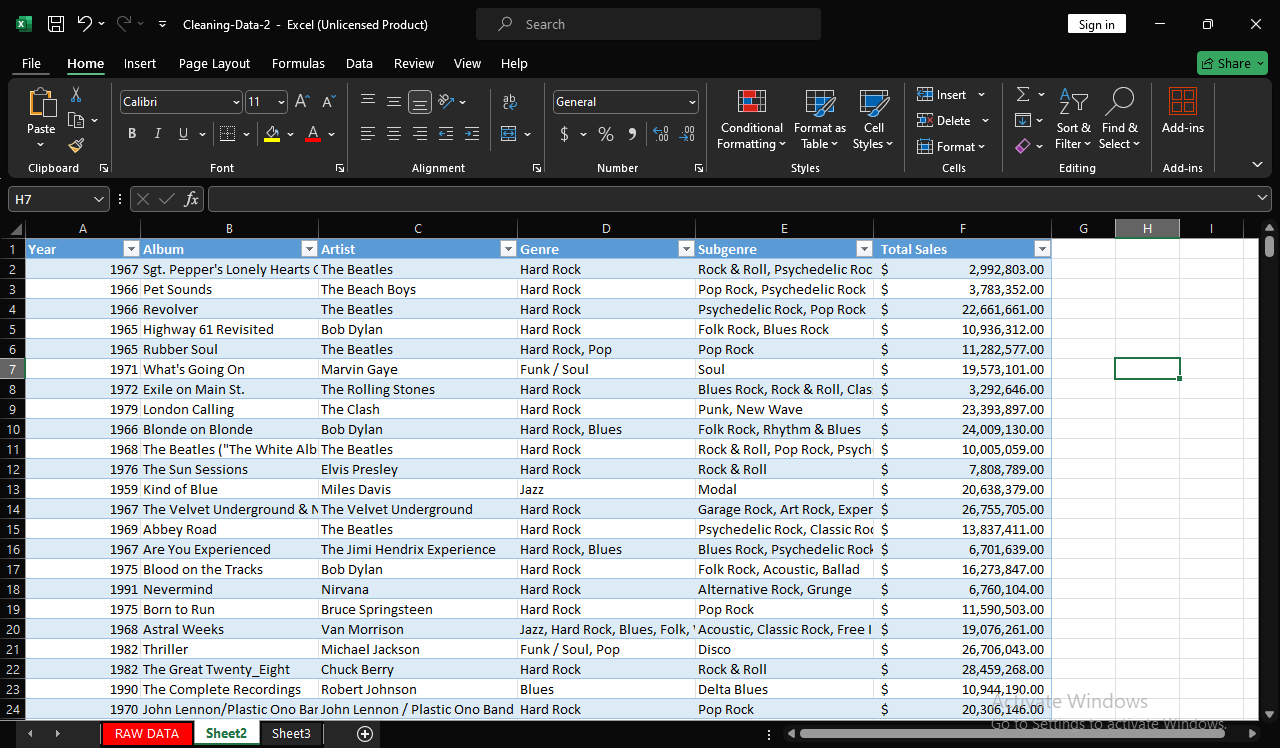 Cleaning-Data-2 - Excel (Unlicensed Product)
Search
Sign in
File Home Insert Page Layout Formulas Data Review View Help
Share
Paste
Calibri 11
B I U
ab
General
$ % 9
Conditional Formatting
Format as Table
Cell Styles
Insert
Delete
Format
Sort & Filter
Find & Select
Add-ins
Clipboard Font Alignment Number Styles Cells Editing Add-ins
H7 fx
A B C D E F G H I
1 Year Album Artist Genre Subgenre Total Sales
2 1967 Sgt. Pepper's Lonely Hearts The Beatles Hard Rock Rock & Roll, Psychedelic Roc $ 2,992,803.00
3 1966 Pet Sounds The Beach Boys Hard Rock Pop Rock, Psychedelic Rock $ 3,783,352.00
4 1966 Revolver The Beatles Hard Rock Psychedelic Rock, Pop Rock $ 22,661,661.00
5 1965 Highway 61 Revisited Bob Dylan Hard Rock Folk Rock, Blues Rock $ 10,936,312.00
6 1965 Rubber Soul The Beatles Hard Rock, Pop Pop Rock $ 11,282,577.00
7 1971 What's Going On Marvin Gaye Funk / Soul Soul $ 19,573,101.00
8 1972 Exile on Main St. The Rolling Stones Hard Rock Blues Rock, Rock & Roll, Clas $ 3,292,646.00
9 1979 London Calling The Clash Hard Rock Punk, New Wave $ 23,393,897.00
10 1966 Blonde on Blonde Bob Dylan Hard Rock, Blues Folk Rock, Rhythm & Blues $ 24,009,130.00
11 1968 The Beatles ("The White Alb The Beatles Hard Rock Rock & Roll, Pop Rock, Psych $ 10,005,059.00
12 1976 The Sun Sessions Elvis Presley Hard Rock Rock & Roll $ 7,808,789.00
13 1959 Kind of Blue Miles Davis Jazz Modal $ 20,638,379.00
14 1967 The Velvet Underground & N The Velvet Underground Hard Rock Garage Rock, Art Rock, Exper $ 26,755,705.00
15 1969 Abbey Road The Beatles Hard Rock Psychedelic Rock, Classic Roc $ 13,837,411.00
16 1967 Are You Experienced The Jimi Hendrix Experience Hard Rock, Blues Blues Rock, Psychedelic Rock $ 6,701,639.00
17 1975 Blood on the Tracks Bob Dylan Hard Rock Folk Rock, Acoustic, Ballad $ 16,273,847.00
18 1991 Nevermind Nirvana Hard Rock Alternative Rock, Grunge $ 6,760,104.00
19 1975 Born to Run Bruce Springsteen Hard Rock Pop Rock $ 11,590,503.00
20 1968 Astral Weeks Van Morrison Jazz, Hard Rock, Blues, Folk, Acoustic, Classic Rock, Free I $ 19,076,261.00
21 1982 Thriller Michael Jackson Funk / Soul, Pop Disco $ 26,706,043.00
22 1982 The Great Twenty_Eight Chuck Berry Hard Rock Rock & Roll $ 28,459,268.00
23 1990 The Complete Recordings Robert Johnson Blues Delta Blues $ 10,944,190.00
24 1970 John Lennon/Plastic Ono Bar John Lennon / Plastic Ono Band Hard Rock Pop Rock $ 20,306,146.00
Activate Windows
Go to Settings to activate Windows.
RAW DATA Sheet2 Sheet3